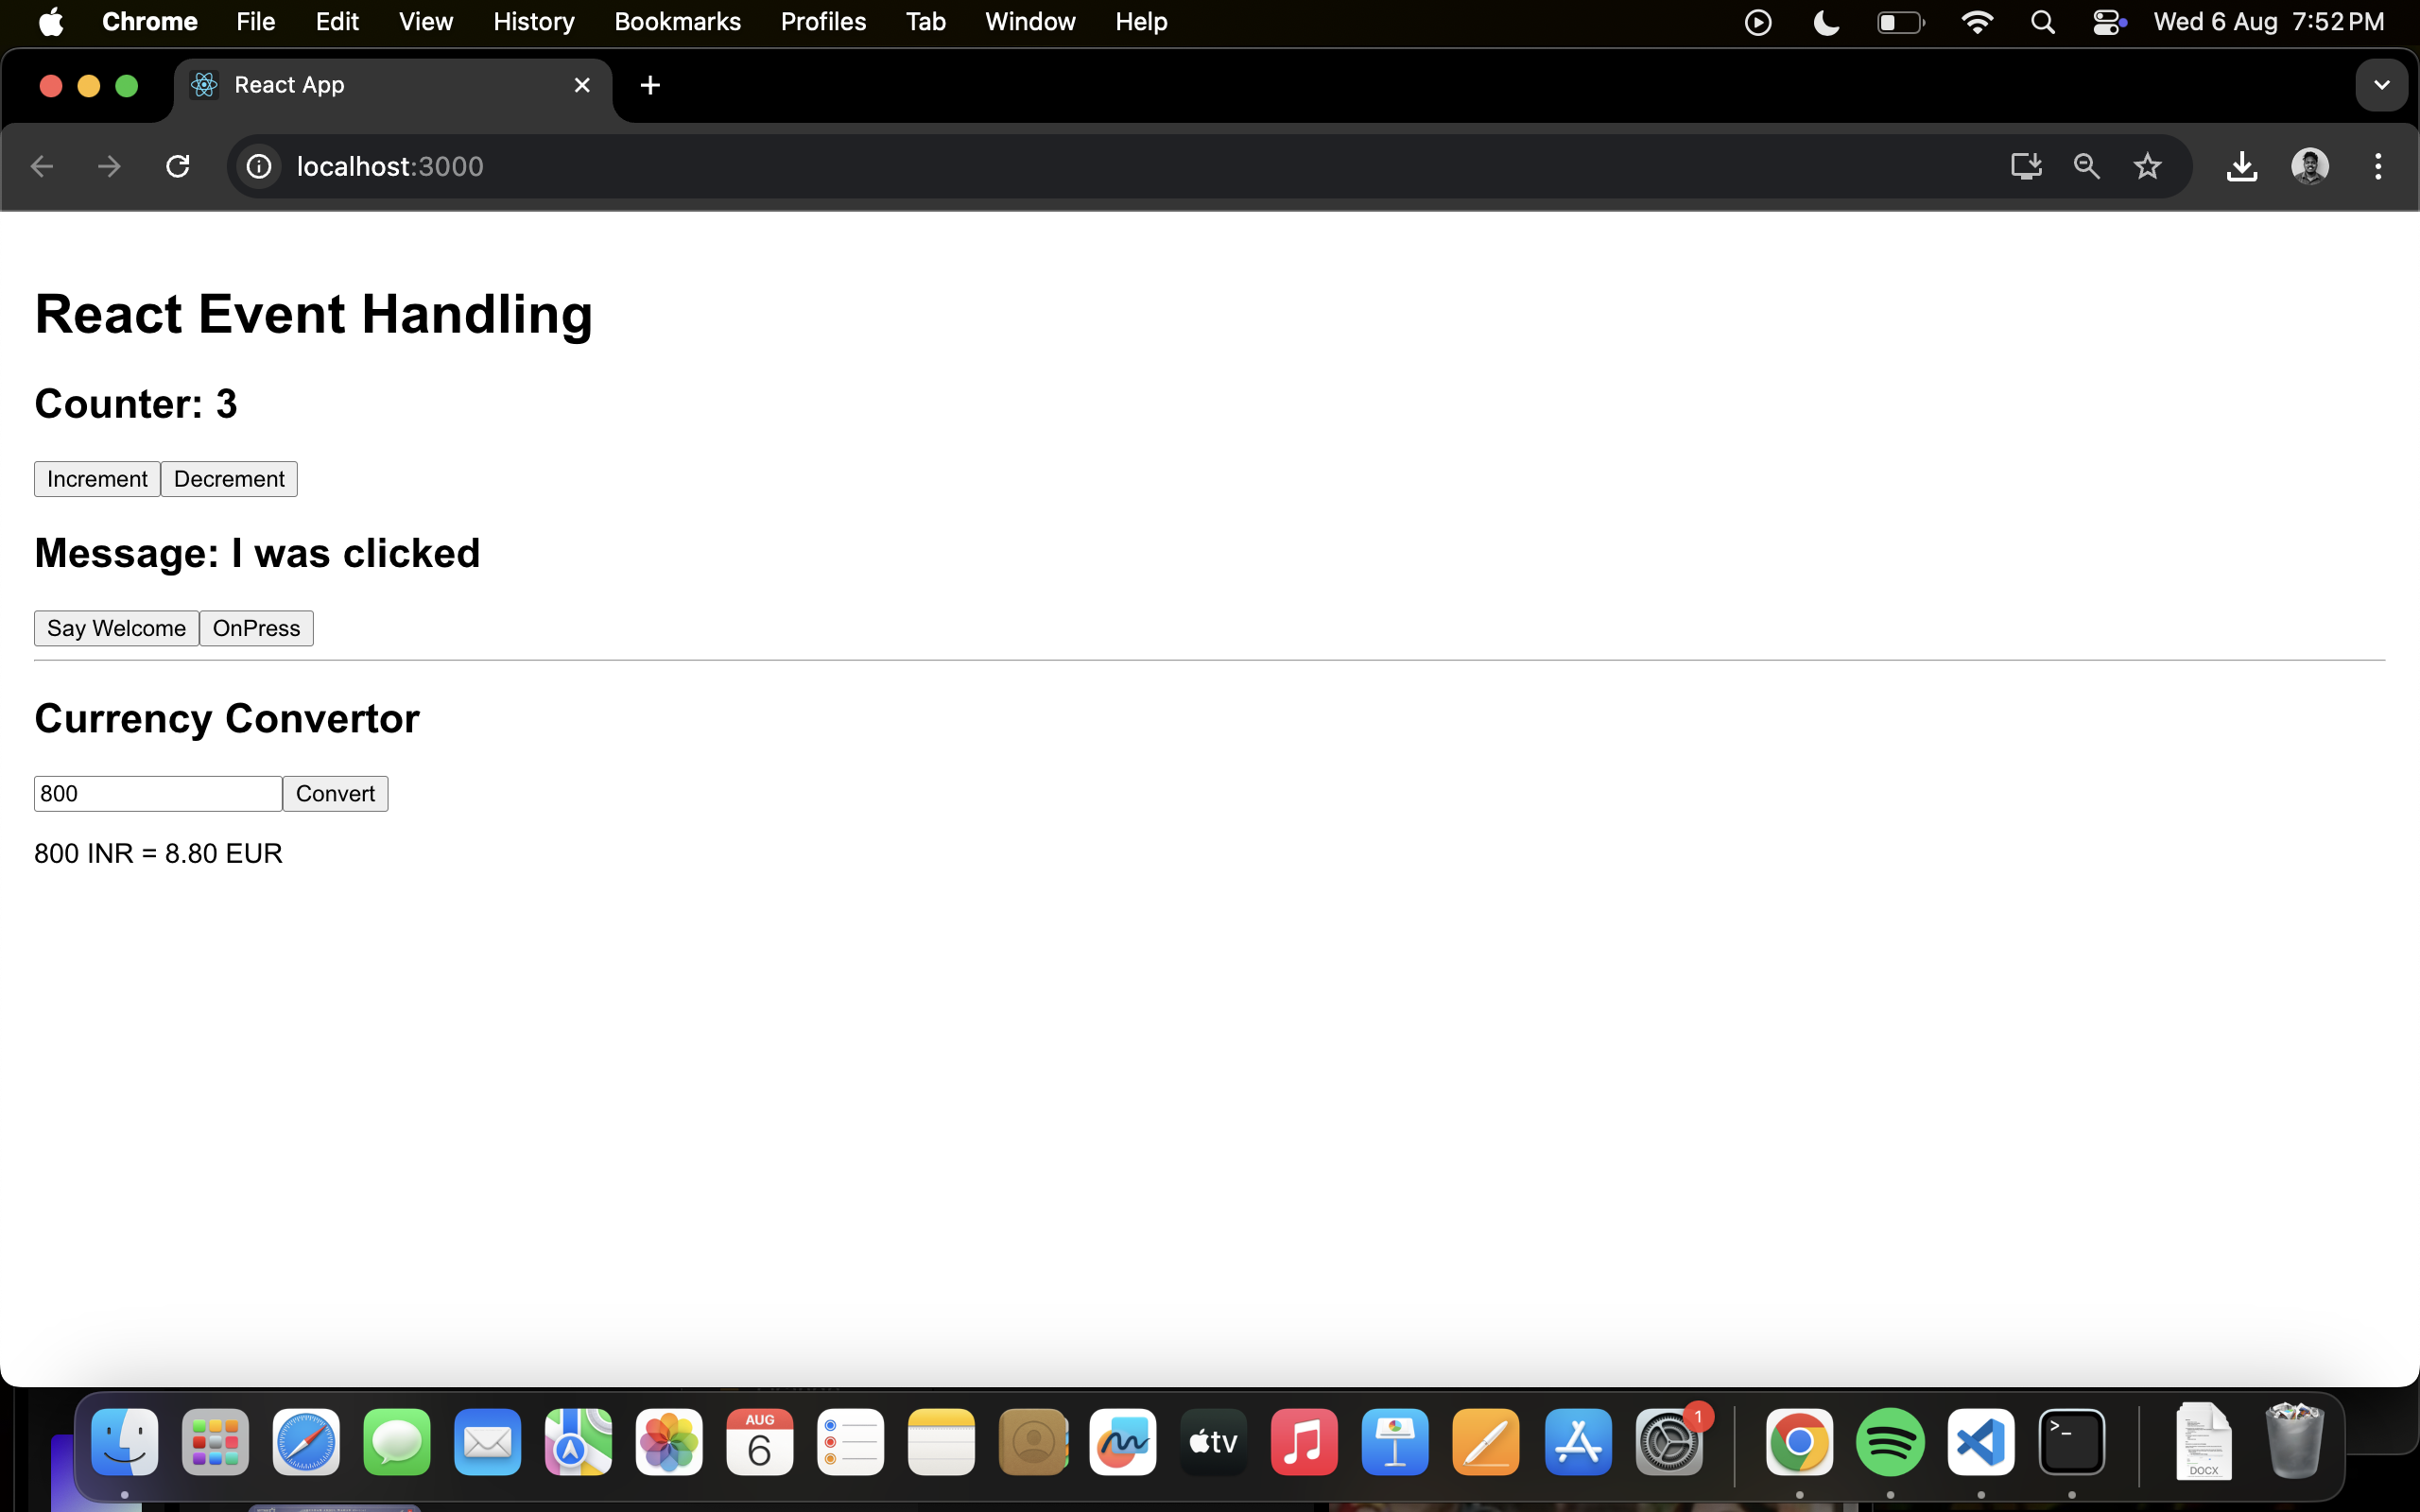 Chrome File Edit View History Bookmarks Profiles Tab Window Help Wed 6 Aug 7:52 PM
React App
localhost:3000
React Event Handling
Counter: 3
Increment Decrement
Message: I was clicked
Say Welcome OnPress
Currency Convertor
800 Convert
800 INR = 8.80 EUR
AUG
6
tv
1
>_
DOCX